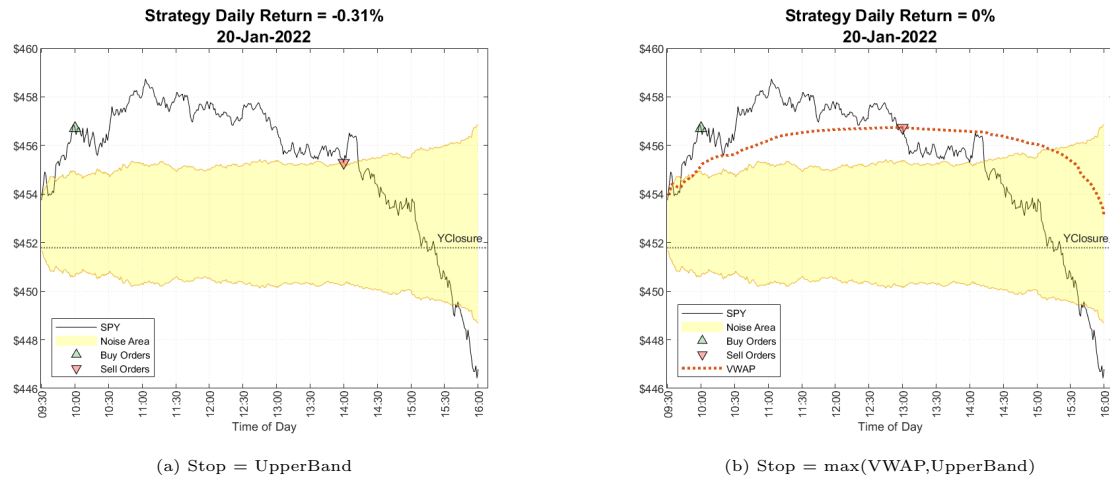 Strategy Daily Return = -0.31%
20-Jan-2022
$460
$458
$456
$454
$452
$450
$448
$446
YClosure
SPY
Noise Area
Buy Orders
Sell Orders
09:30
10:00
10:30
11:00
11:30
12:00
12:30
13:00
13:30
14:00
14:30
15:00
15:30
16:00
Time of Day
(a) Stop = UpperBand
Strategy Daily Return = 0%
20-Jan-2022
$460
$458
$456
$454
$452
$450
$448
$446
YClosure
SPY
Noise Area
Buy Orders
Sell Orders
VWAP
09:30
10:00
10:30
11:00
11:30
12:00
12:30
13:00
13:30
14:00
14:30
15:00
15:30
16:00
Time of Day
(b) Stop = max(VWAP,UpperBand)